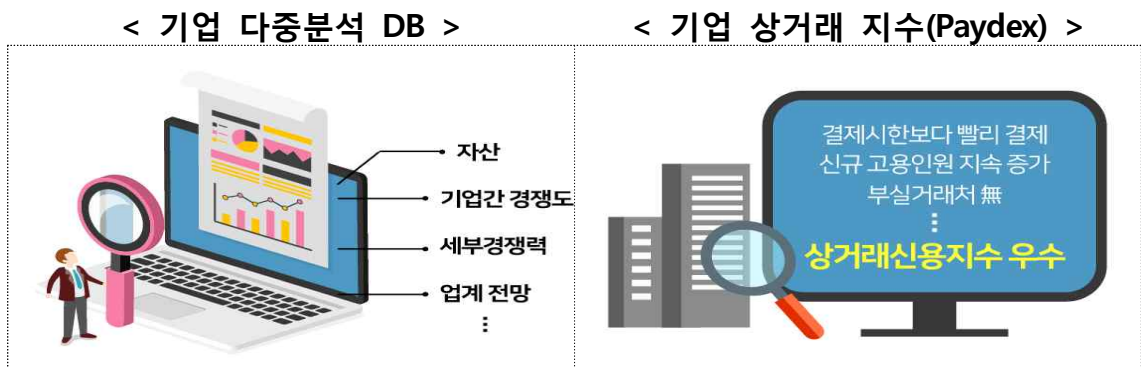 < 기업 다중분석 DB >
< 기업 상거래 지수(Paydex) >
자산
기업간 경쟁도
세부경쟁력
업계 전망
⋮
결제시한보다 빨리 결제
신규 고용인원 지속 증가
부실거래처 無
⋮
상거래신용지수 우수